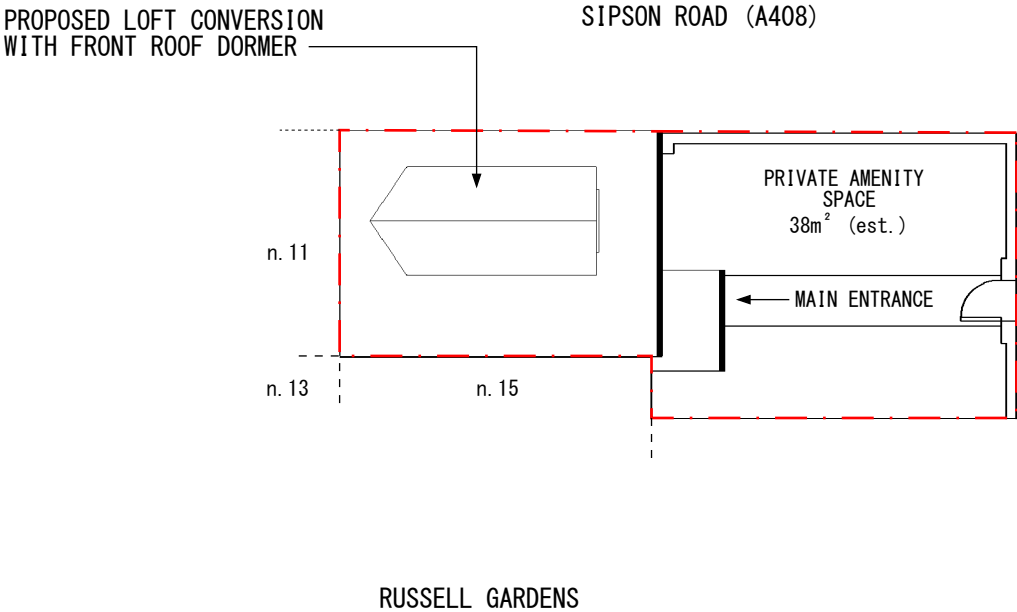 PROPOSED LOFT CONVERSION
WITH FRONT ROOF DORMER
SIPSON ROAD (A408)
PRIVATE AMENITY
SPACE
38m² (est.)
n.11
MAIN ENTRANCE
n.13
n.15
RUSSELL GARDENS